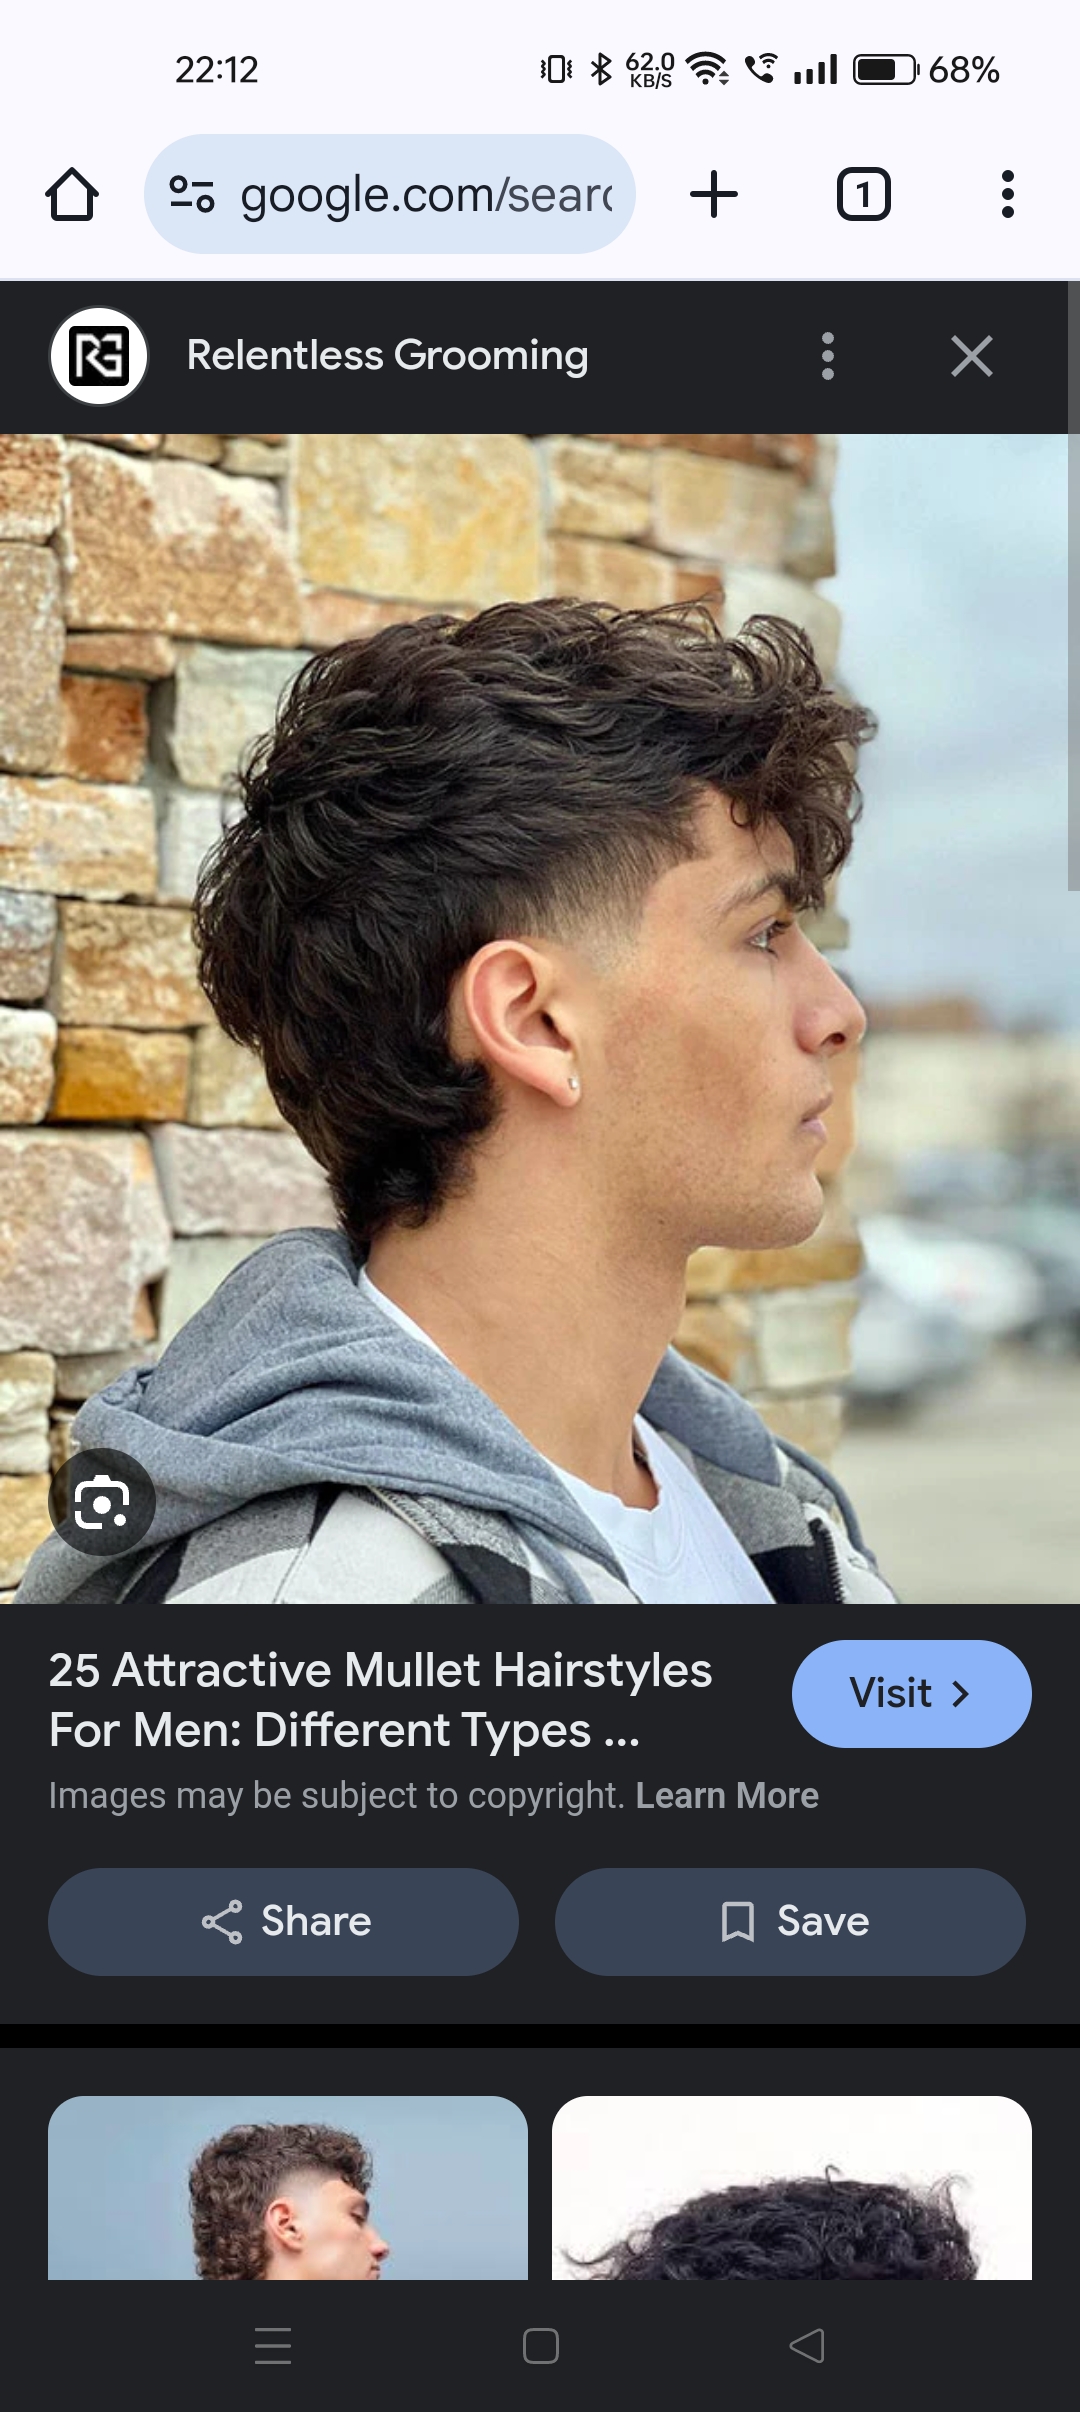 22:12
62.0
KB/S
68%
google.com/searc
1
RG
Relentless Grooming
25 Attractive Mullet Hairstyles
For Men: Different Types ...
Visit
Images may be subject to copyright. Learn More
Share
Save